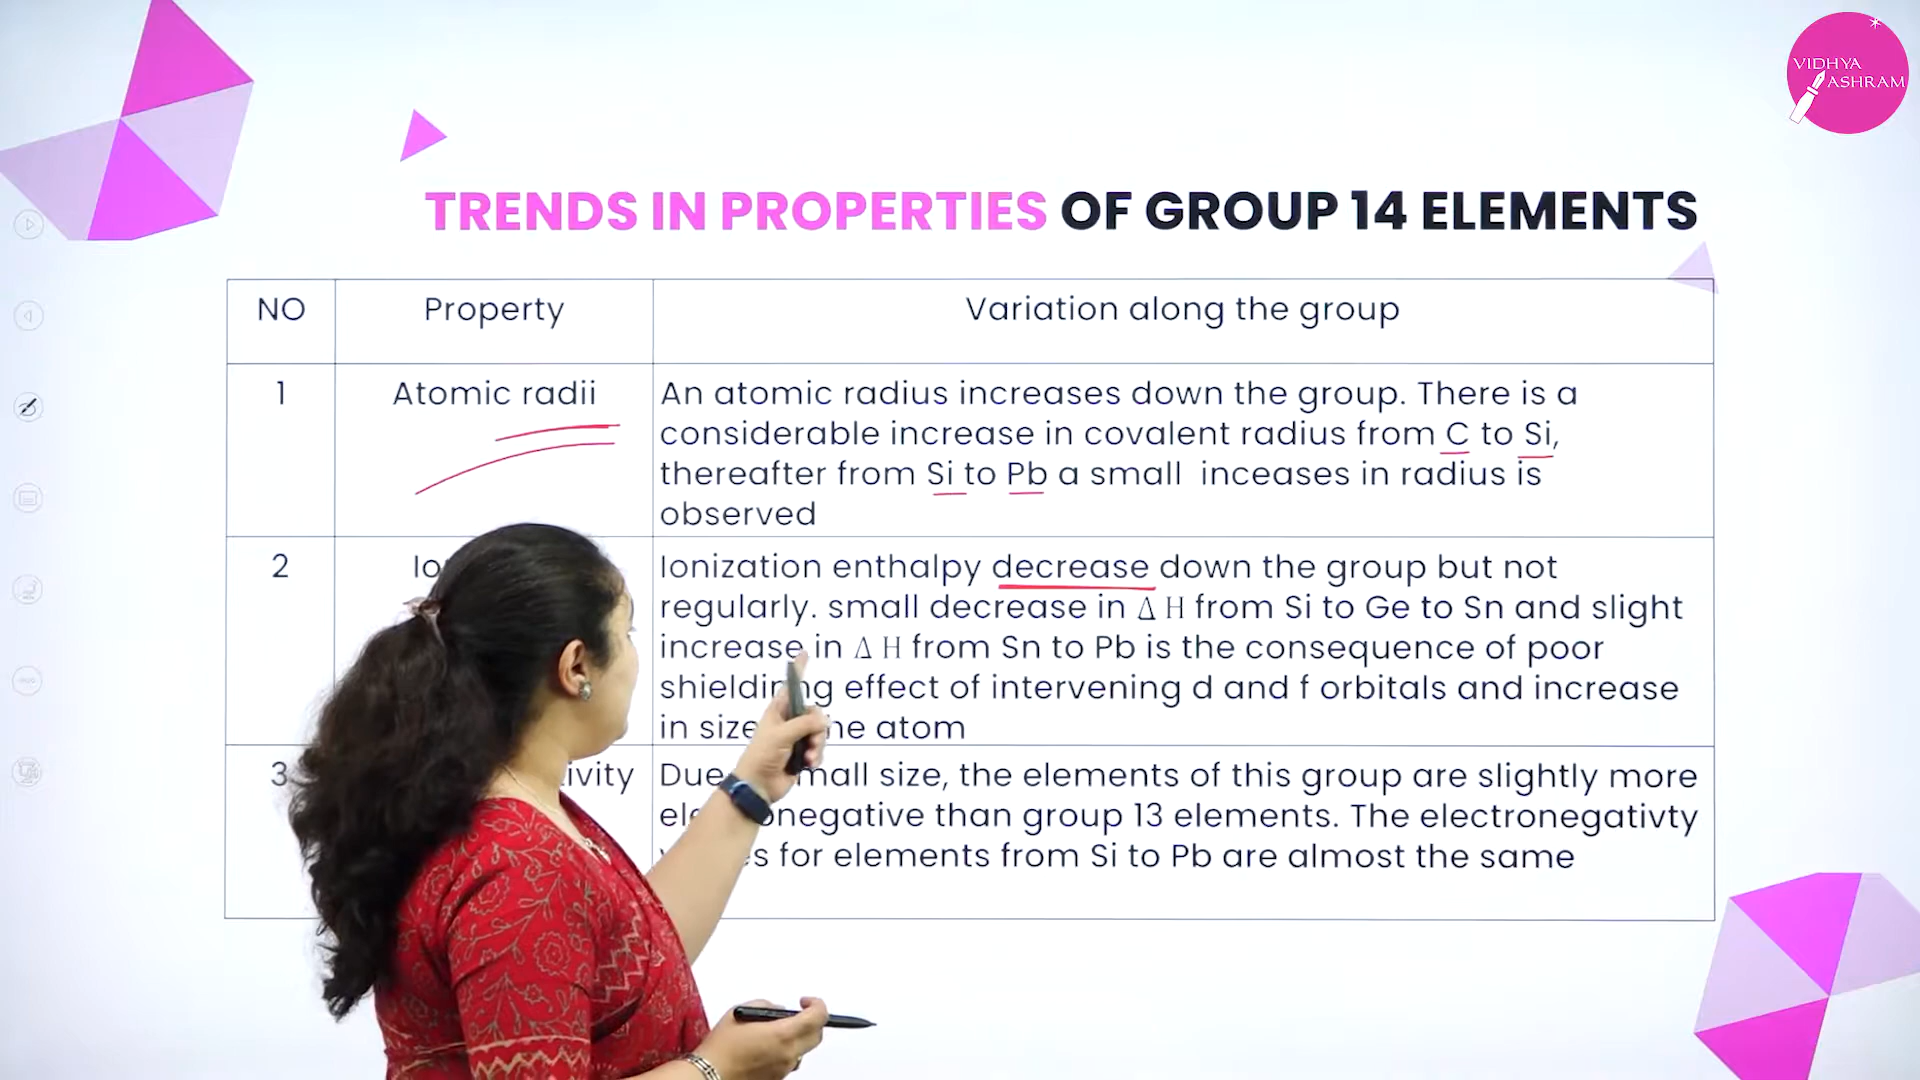 VIDHYA
ASHRAM
TRENDS IN PROPERTIES OF GROUP 14 ELEMENTS
NO Property Variation along the group
1 Atomic radii An atomic radius increases down the group. There is a
considerable increase in covalent radius from C to Si,
thereafter from Si to Pb a small inceases in radius is
observed
2 Ionization enthalpy decrease down the group but not
regularly. small decrease in Δ H from Si to Ge to Sn and slight
increase in Δ H from Sn to Pb is the consequence of poor
effect of intervening d and f orbitals and increase
in size atom
3 Due small size, the elements of this group are slightly more
than group 13 elements. The electronegativty
for elements from Si to Pb are almost the same